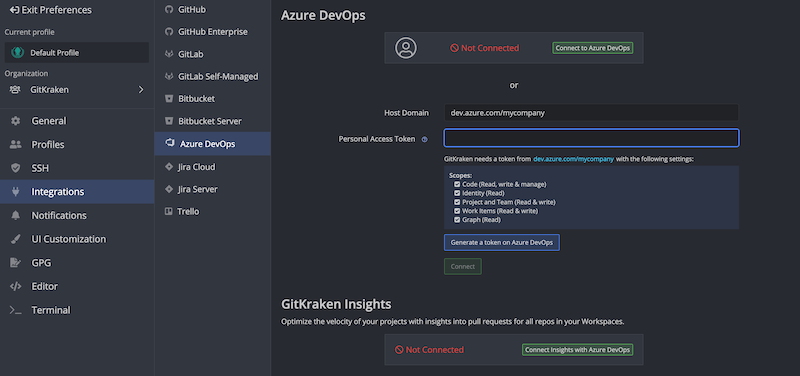 Exit Preferences
Current profile
Default Profile
Organization
GitKraken
General
Profiles
SSH
Integrations
Notifications
UI Customization
GPG
Editor
Terminal
GitHub
GitHub Enterprise
GitLab
GitLab Self-Managed
Bitbucket
Bitbucket Server
Azure DevOps
Jira Cloud
Jira Server
Trello
Azure DevOps
Not Connected
Connect to Azure DevOps
or
Host Domain
dev.azure.com/mycompany
Personal Access Token
GitKraken needs a token from dev.azure.com/mycompany with the following settings:
Scopes:
Code (Read, write & manage)
Identity (Read)
Project and Team (Read & write)
Work Items (Read & write)
Graph (Read)
Generate a token on Azure DevOps
Connect
GitKraken Insights
Optimize the velocity of your projects with insights into pull requests for all repos in your Workspaces.
Not Connected
Connect Insights with Azure DevOps